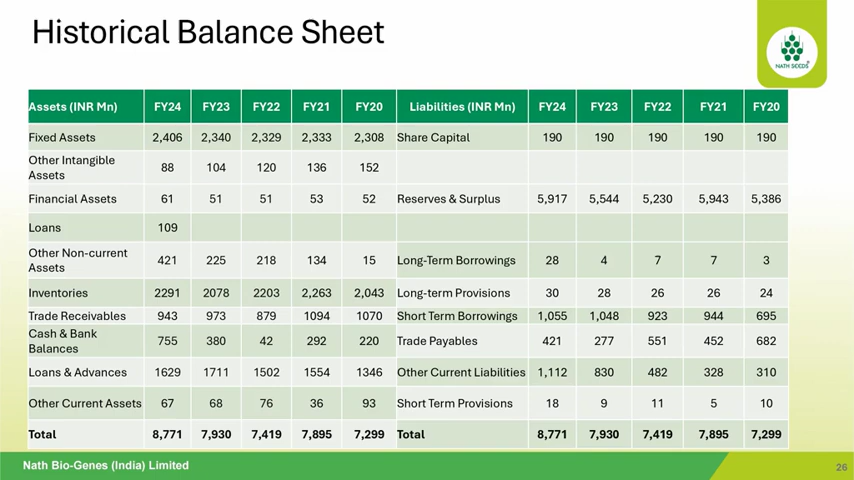 Historical Balance Sheet
NATH SEEDS
Assets (INR Mn) FY24 FY23 FY22 FY21 FY20 Liabilities (INR Mn) FY24 FY23 FY22 FY21 FY20
Fixed Assets 2,406 2,340 2,329 2,333 2,308 Share Capital 190 190 190 190 190
Other Intangible
Assets 88 104 120 136 152
Financial Assets 61 51 51 53 52 Reserves & Surplus 5,917 5,544 5,230 5,943 5,386
Loans 109
Other Non-current
Assets 421 225 218 134 15 Long-Term Borrowings 28 4 7 7 3
Inventories 2291 2078 2203 2,263 2,043 Long-term Provisions 30 28 26 26 24
Trade Receivables 943 973 879 1094 1070 Short Term Borrowings 1,055 1,048 923 944 695
Cash & Bank
Balances 755 380 42 292 220 Trade Payables 421 277 551 452 682
Loans & Advances 1629 1711 1502 1554 1346 Other Current Liabilities 1,112 830 482 328 310
Other Current Assets 67 68 76 36 93 Short Term Provisions 18 9 11 5 10
Total 8,771 7,930 7,419 7,895 7,299 Total 8,771 7,930 7,419 7,895 7,299
Nath Bio-Genes (India) Limited 26